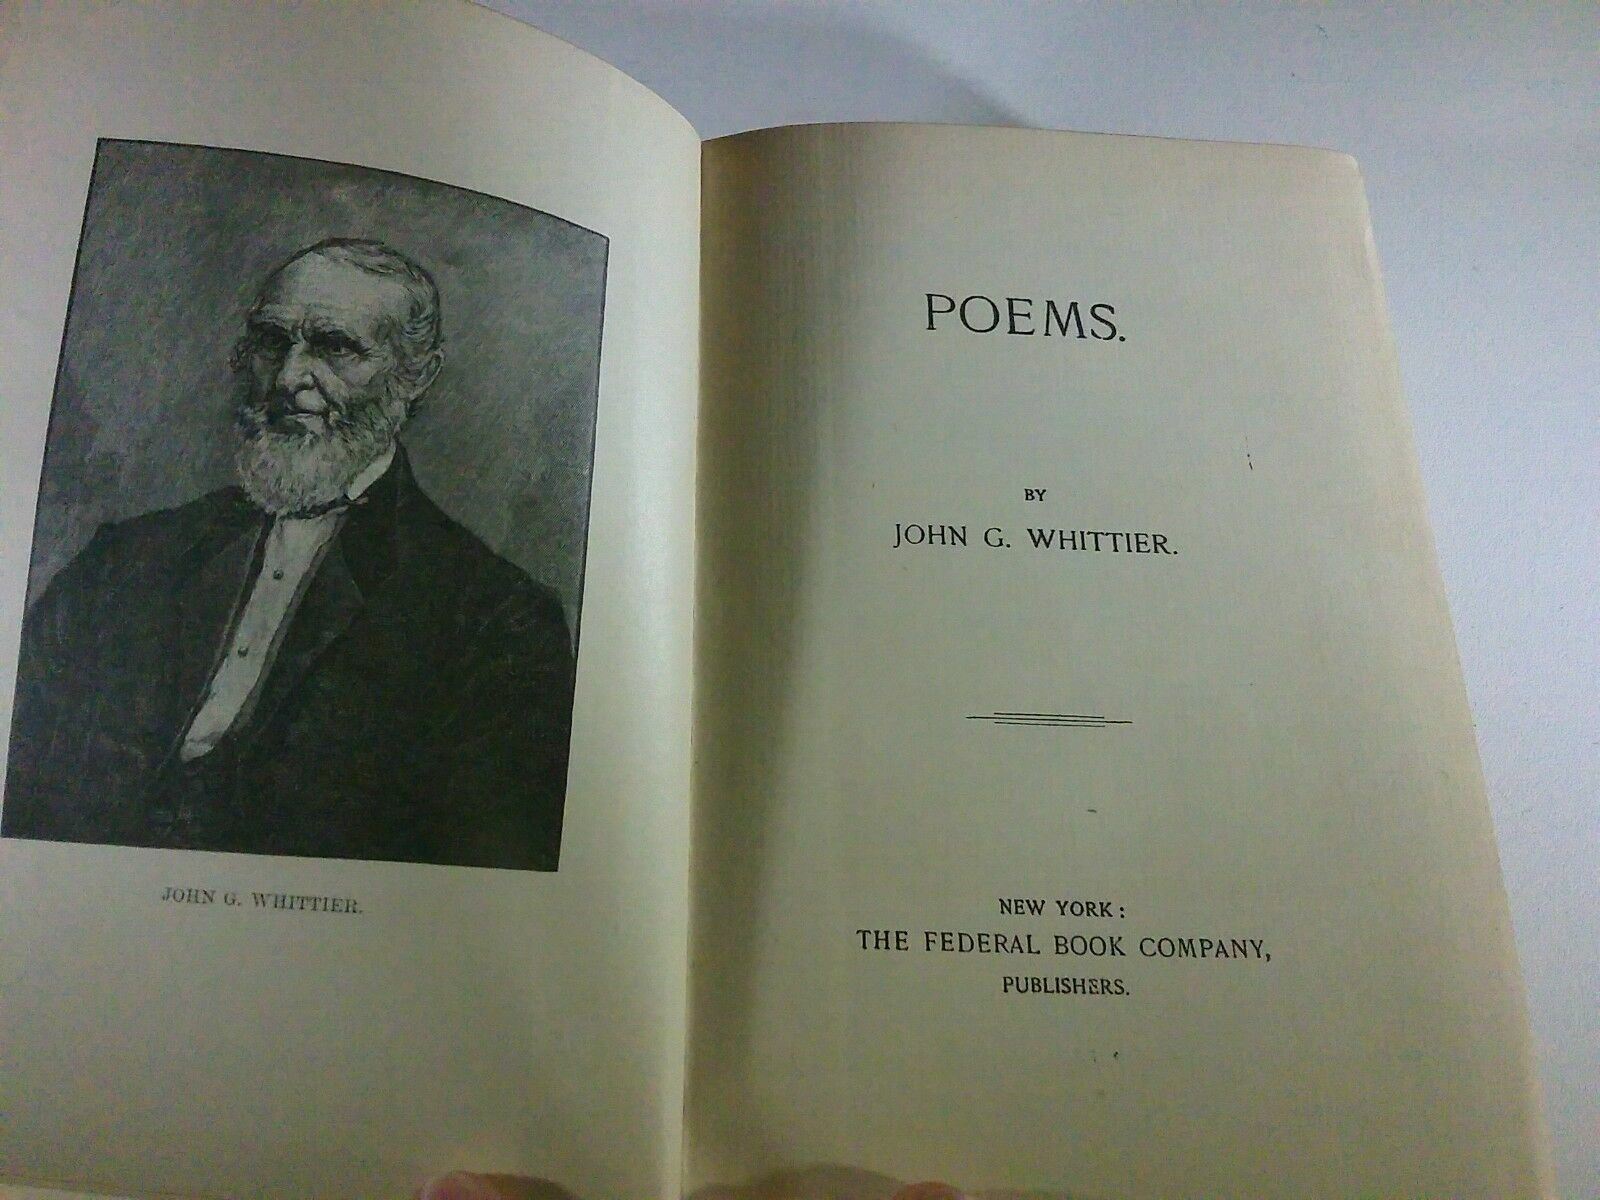 JOHN G. WHITTIER.
POEMS.
BY
JOHN G. WHITTIER.
NEW YORK:
THE FEDERAL BOOK COMPANY,
PUBLISHERS.